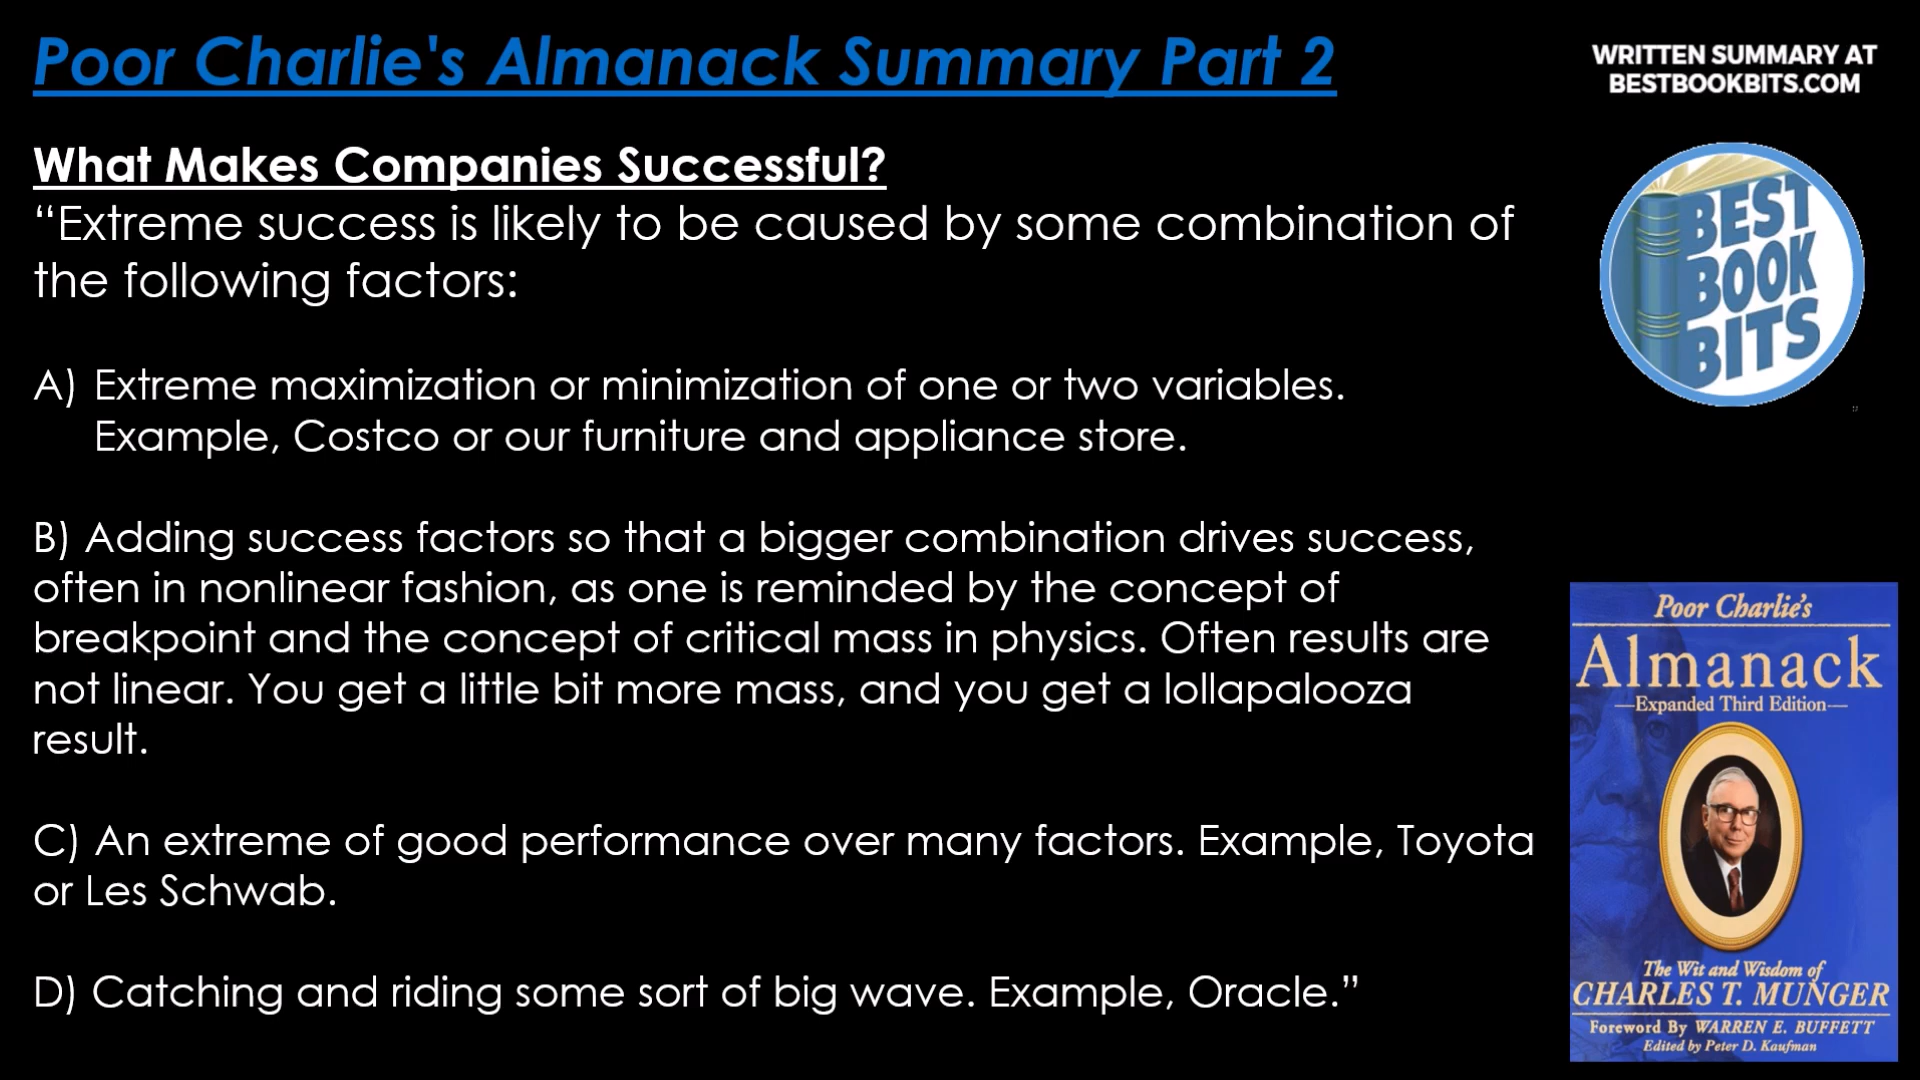 Poor Charlie's Almanack Summary Part 2
WRITTEN SUMMARY AT
BESTBOOKBITS.COM
What Makes Companies Successful?
“Extreme success is likely to be caused by some combination of
the following factors:
A) Extreme maximization or minimization of one or two variables.
Example, Costco or our furniture and appliance store.
B) Adding success factors so that a bigger combination drives success,
often in nonlinear fashion, as one is reminded by the concept of
breakpoint and the concept of critical mass in physics. Often results are
not linear. You get a little bit more mass, and you get a lollapalooza
result.
C) An extreme of good performance over many factors. Example, Toyota
or Les Schwab.
D) Catching and riding some sort of big wave. Example, Oracle.”
BEST
BOOK
BITS
Poor Charlie's
Almanack
—Expanded Third Edition—
The Wit and Wisdom of
CHARLES T. MUNGER
Foreword By WARREN E. BUFFETT
Edited by Peter D. Kaufman